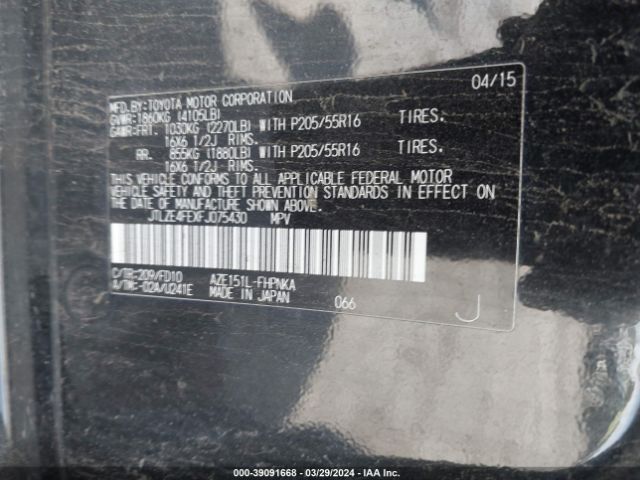 04/15
MFD.BY:TOYOTA MOTOR CORPORATION
GVWR:1860KG (4105LB)
GAWR:FRT. 1030KG (2270LB) WITH P205/55R16 TIRES.
16X6 1/2J RIMS.
RR. 855KG (1880LB) WITH P205/55R16 TIRES.
16X6 1/2J RIMS.
THIS VEHICLE CONFORMS TO ALL APPLICABLE FEDERAL MOTOR
VEHICLE SAFETY AND THEFT PREVENTION STANDARDS IN EFFECT ON
THE DATE OF MANUFACTURE SHOWN ABOVE.
JTLZE4FEXFJ075430 MPV
C/TR:209/FD10 AZE151L-FHPNKA
A/TM:-02A/U241E MADE IN JAPAN 066 J
000-39091668 • 03/29/2024 • IAA Inc.